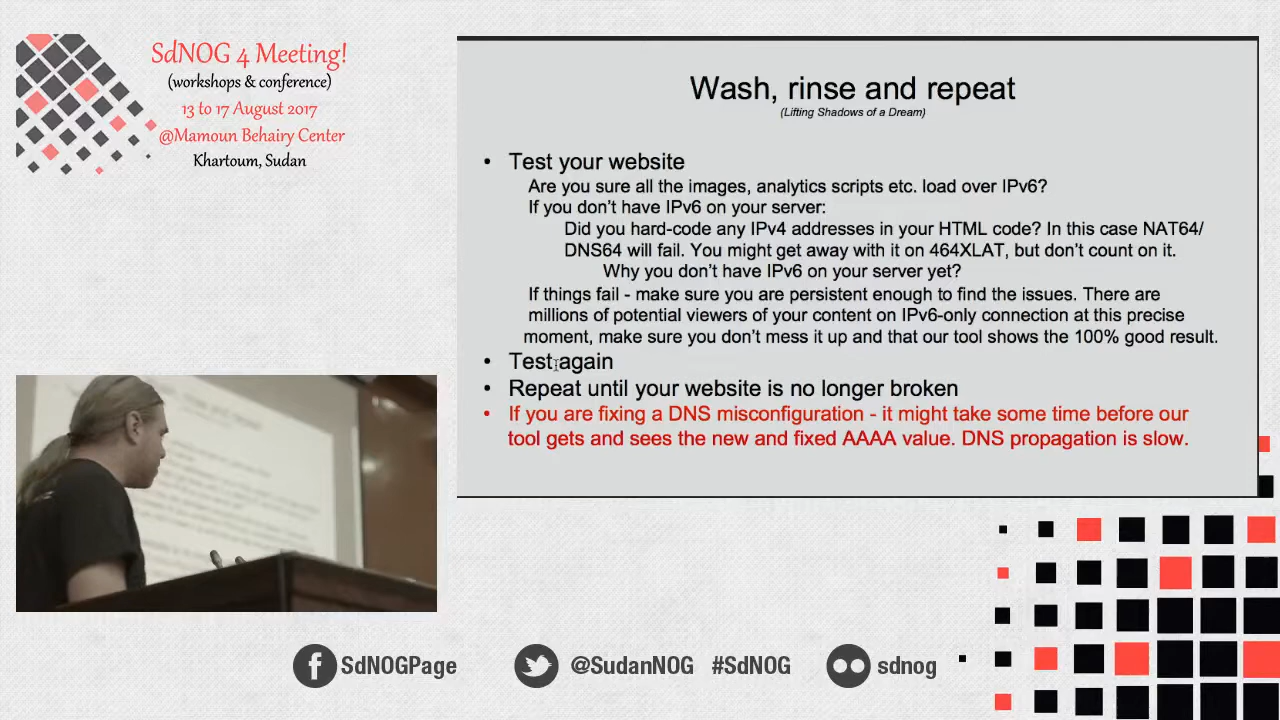 SdNOG 4 Meeting!
(workshops & conference)
13 to 17 August 2017
@Mamoun Behairy Center
Khartoum, Sudan
Wash, rinse and repeat
(Lifting Shadows of a Dream)
• Test your website
Are you sure all the images, analytics scripts etc. load over IPv6?
If you don't have IPv6 on your server:
Did you hard-code any IPv4 addresses in your HTML code? In this case NAT64/
DNS64 will fail. You might get away with it on 464XLAT, but don't count on it.
Why you don't have IPv6 on your server yet?
If things fail - make sure you are persistent enough to find the issues. There are
millions of potential viewers of your content on IPv6-only connection at this precise
moment, make sure you don't mess it up and that our tool shows the 100% good result.
• Test again
• Repeat until your website is no longer broken
• If you are fixing a DNS misconfiguration - it might take some time before our
tool gets and sees the new and fixed AAAA value. DNS propagation is slow.
SdNOGPage
@SudanNOG #SdNOG
sdnog